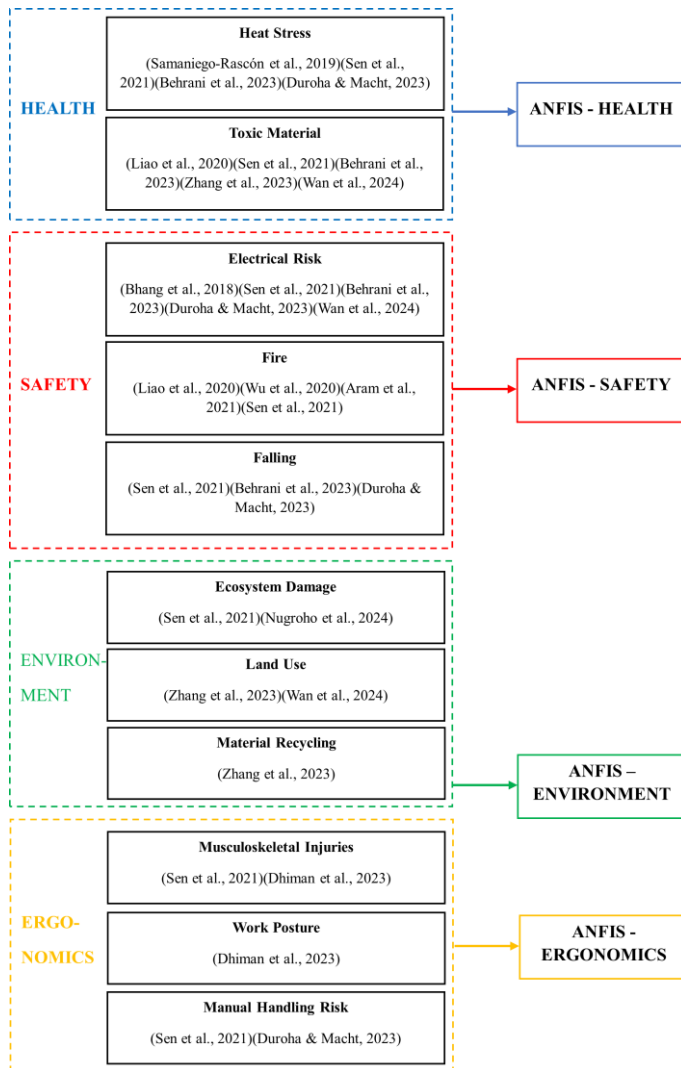 HEALTH
Heat Stress
(Samaniego-Rascón et al., 2019)(Sen et al.,
2021)(Behrani et al., 2023)(Duroha & Macht, 2023)
Toxic Material
(Liao et al., 2020)(Sen et al., 2021)(Behrani et al.,
2023)(Zhang et al., 2023)(Wan et al., 2024)
ANFIS - HEALTH
SAFETY
Electrical Risk
(Bhang et al., 2018)(Sen et al., 2021)(Behrani et al.,
2023)(Duroha & Macht, 2023)(Wan et al., 2024)
Fire
(Liao et al., 2020)(Wu et al., 2020)(Aram et al.,
2021)(Sen et al., 2021)
Falling
(Sen et al., 2021)(Behrani et al., 2023)(Duroha &
Macht, 2023)
ANFIS - SAFETY
ENVIRON-
MENT
Ecosystem Damage
(Sen et al., 2021)(Nugroho et al., 2024)
Land Use
(Zhang et al., 2023)(Wan et al., 2024)
Material Recycling
(Zhang et al., 2023)
ANFIS –
ENVIRONMENT
ERGO-
NOMICS
Musculoskeletal Injuries
(Sen et al., 2021)(Dhiman et al., 2023)
Work Posture
(Dhiman et al., 2023)
Manual Handling Risk
(Sen et al., 2021)(Duroha & Macht, 2023)
ANFIS -
ERGONOMICS